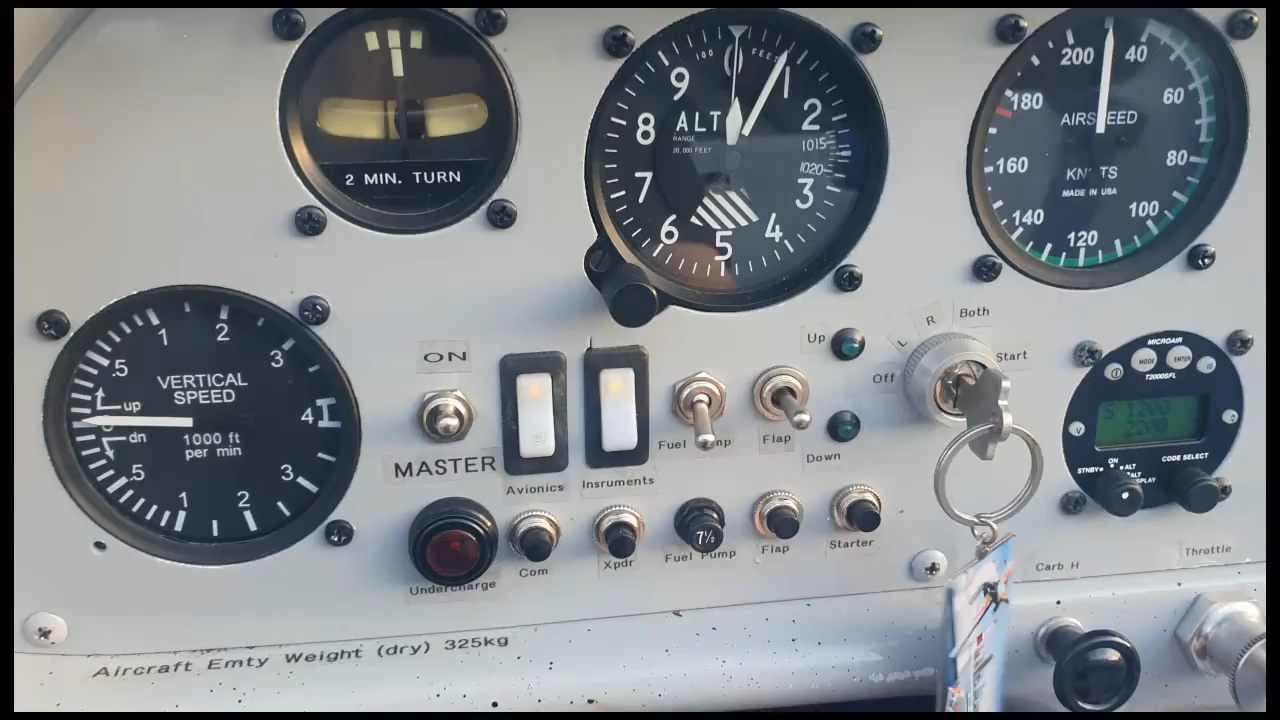 2 MIN. TURN
100 FEET
9
1
8
ALT
2
RANGE
20,000 FEET
1015
1020
7
3
6
5
4
200
40
180
60
AIRSPEED
160
80
KNOTS
MADE IN USA
140
100
120
1
2
3
.5
VERTICAL
SPEED
up
4
0
dn
1000 ft
per min
.5
3
1
2
ON
MASTER
Avionics
Insruments
Fuel Pump
Flap
Up
Down
L
R
Both
Off
Start
MICROAIR
MODE
ENTER
ID
T2000SFL
S 1200
2200
V
STNBY
ON
ALT
CODE SELECT
Undercharge
Com
Xpdr
7½
Fuel Pump
Flap
Starter
Carb H
Throttle
Aircraft Emty Weight (dry) 325kg